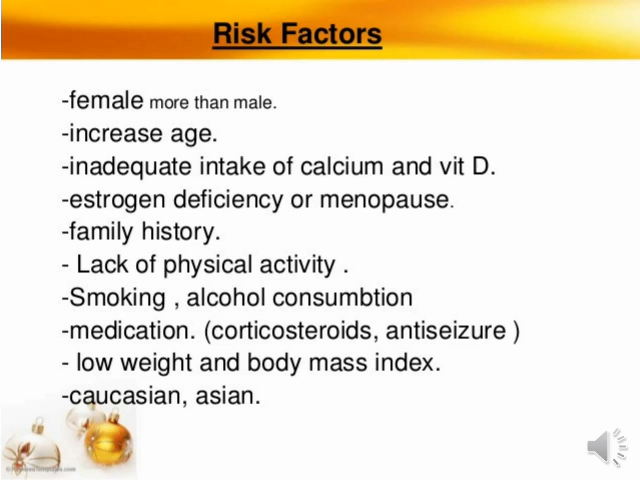 Risk Factors
-female more than male.
-increase age.
-inadequate intake of calcium and vit D.
-estrogen deficiency or menopause.
-family history.
- Lack of physical activity .
-Smoking , alcohol consumbtion
-medication. (corticosteroids, antiseizure )
- low weight and body mass index.
-caucasian, asian.